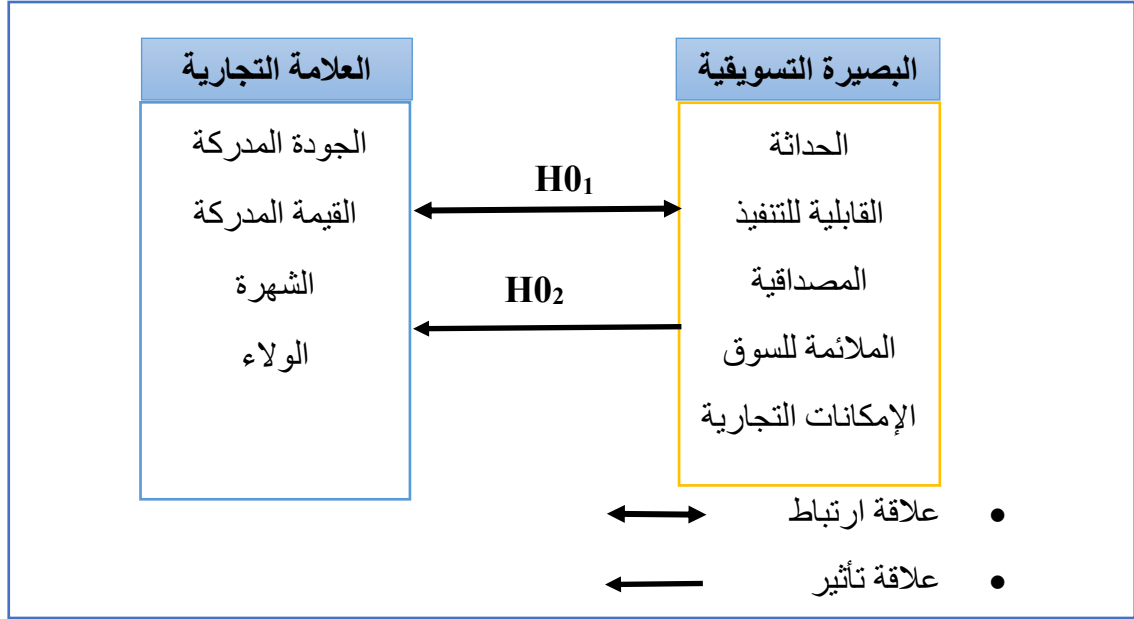 البصيرة التسويقية
الحداثة
القابلية للتنفيذ
المصداقية
الملائمة للسوق
الإمكانات التجارية
H0₁
H0₂
العلامة التجارية
الجودة المدركة
القيمة المدركة
الشهرة
الولاء
• علاقة ارتباط
• علاقة تأثير